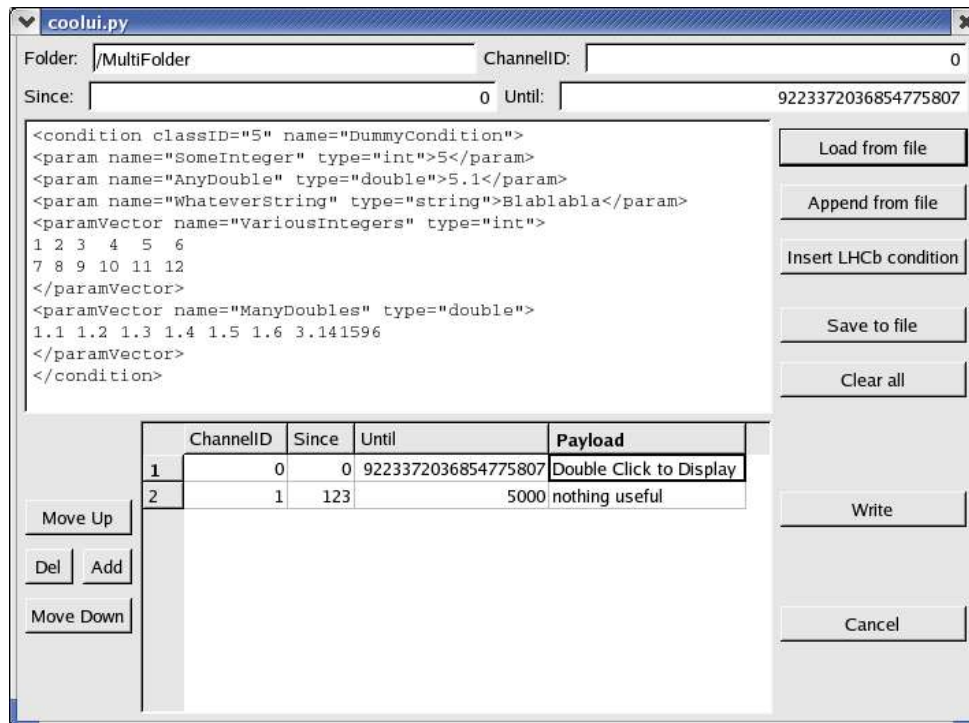 coolui.py
Folder: /MultiFolder ChannelID: 0
Since: 0 Until: 9223372036854775807
<condition classID="5" name="DummyCondition">
<param name="SomeInteger" type="int">5</param>
<param name="AnyDouble" type="double">5.1</param>
<param name="WhateverString" type="string">Blablabla</param>
<paramVector name="VariousIntegers" type="int">
1 2 3 4 5 6
7 8 9 10 11 12
</paramVector>
<paramVector name="ManyDoubles" type="double">
1.1 1.2 1.3 1.4 1.5 1.6 3.141596
</paramVector>
</condition>
Load from file
Append from file
Insert LHCb condition
Save to file
Clear all
ChannelID Since Until Payload
1 0 0 9223372036854775807 Double Click to Display
2 1 123 5000 nothing useful
Move Up
Del Add
Move Down
Write
Cancel